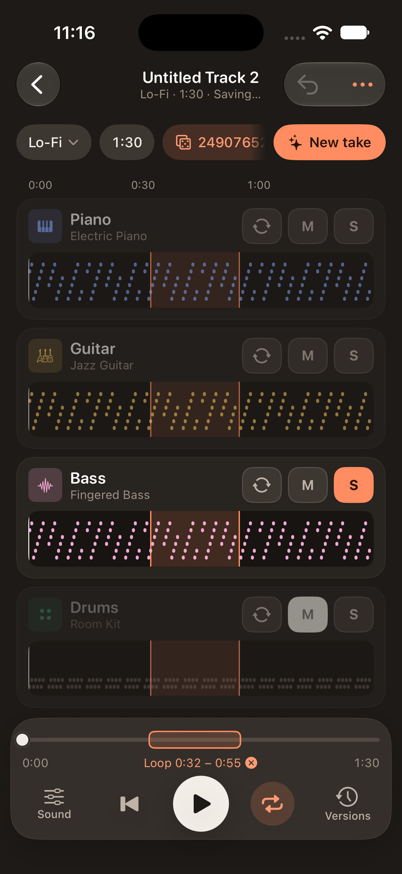 11:16
Untitled Track 2
Lo-Fi · 1:30 · Saving...
Lo-Fi
1:30
2490765
New take
0:00 0:30 1:00
Piano
Electric Piano
M S
Guitar
Jazz Guitar
M S
Bass
Fingered Bass
M S
Drums
Room Kit
M S
0:00 Loop 0:32 – 0:55 1:30
Sound
Versions